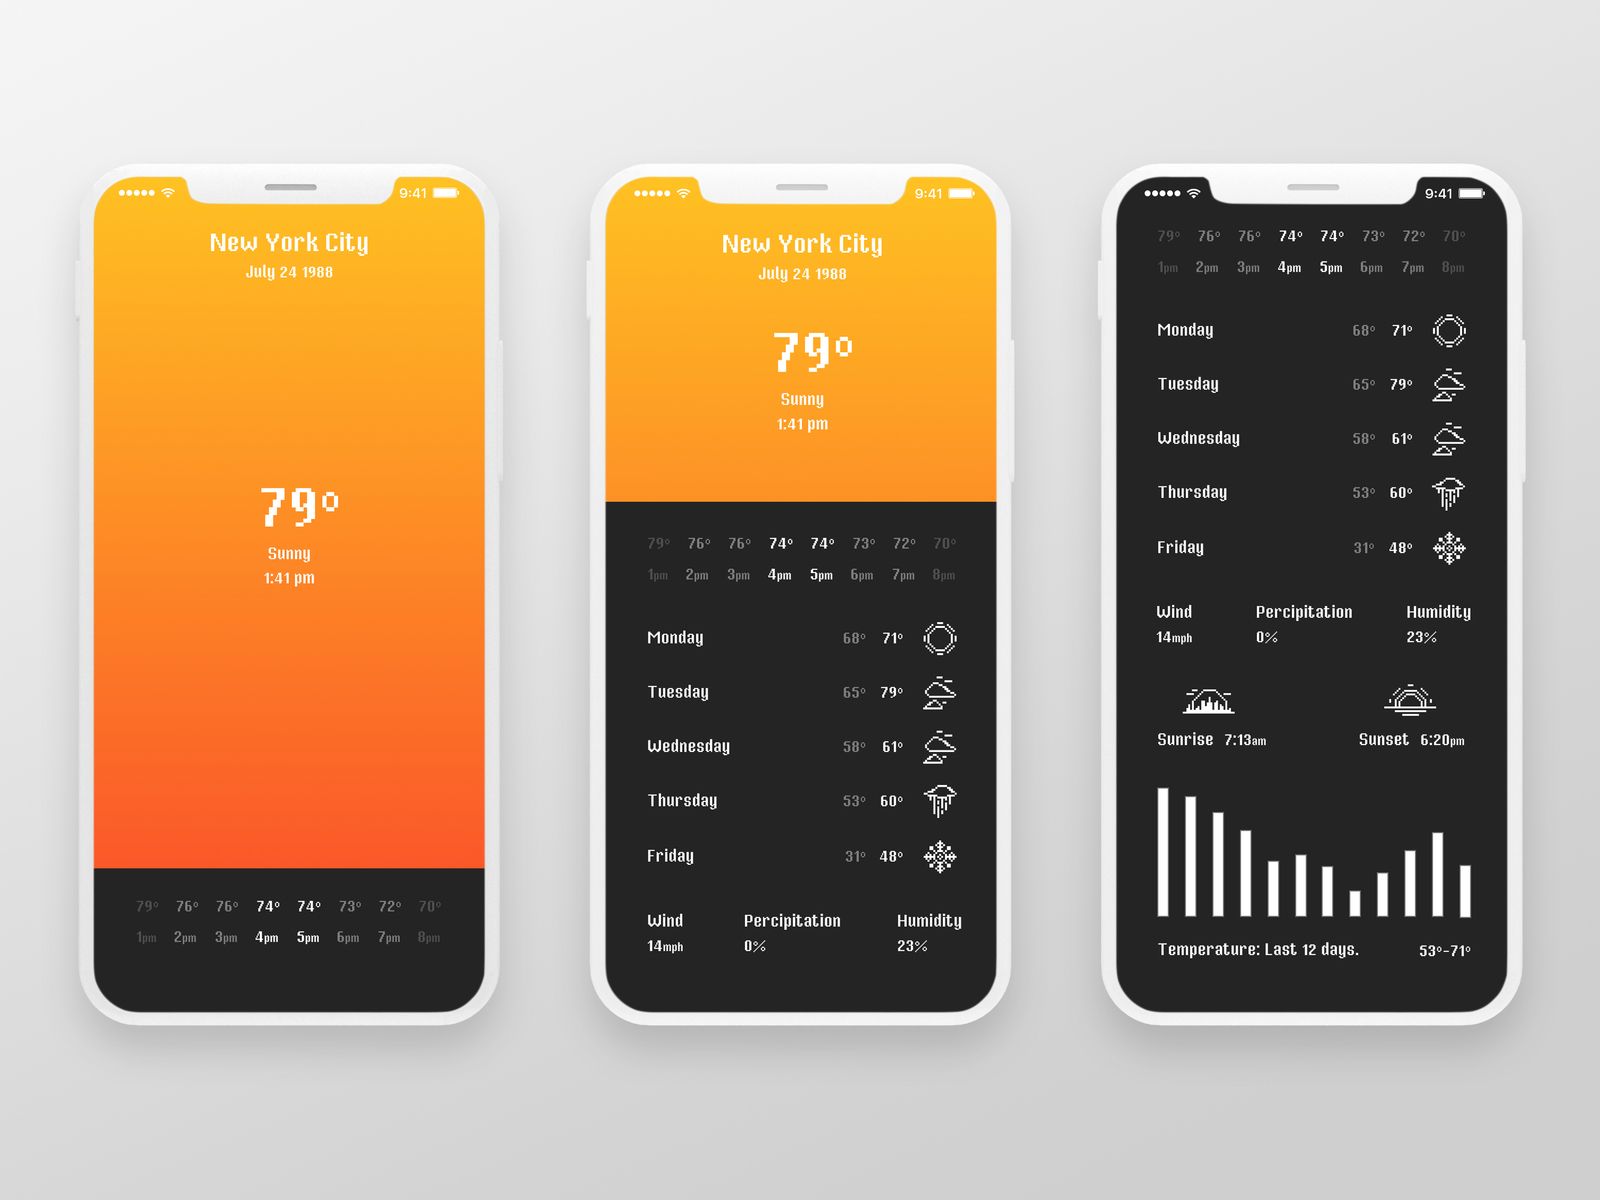 9:41
New York City
July 24 1988
79°
Sunny
1:41 pm
79° 76° 76° 74° 74° 73° 72° 70°
1pm 2pm 3pm 4pm 5pm 6pm 7pm 8pm
9:41
New York City
July 24 1988
79°
Sunny
1:41 pm
79° 76° 76° 74° 74° 73° 72° 70°
1pm 2pm 3pm 4pm 5pm 6pm 7pm 8pm
Monday 68° 71°
Tuesday 65° 79°
Wednesday 58° 61°
Thursday 53° 60°
Friday 31° 48°
Wind Percipitation Humidity
14mph 0% 23%
9:41
79° 76° 76° 74° 74° 73° 72° 70°
1pm 2pm 3pm 4pm 5pm 6pm 7pm 8pm
Monday 68° 71°
Tuesday 65° 79°
Wednesday 58° 61°
Thursday 53° 60°
Friday 31° 48°
Wind Percipitation Humidity
14mph 0% 23%
Sunrise 7:13am Sunset 6:20pm
Temperature: Last 12 days. 53°-71°